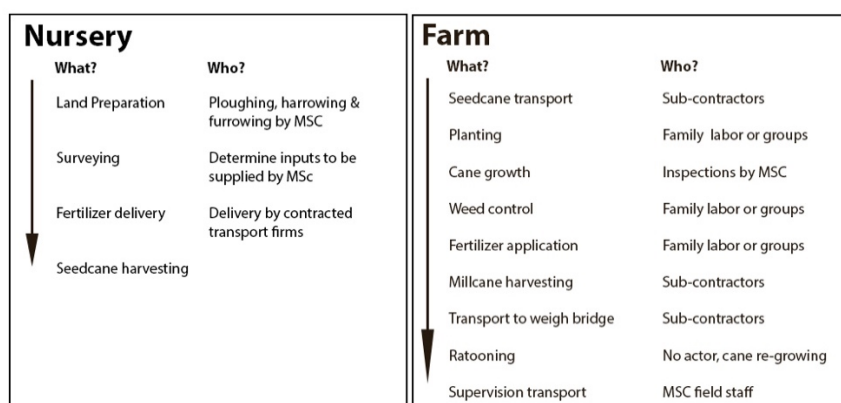 Nursery
What? Who?
Land Preparation Ploughing, harrowing &
furrowing by MSC
Surveying Determine inputs to be
supplied by MSc
Fertilizer delivery Delivery by contracted
transport firms
Seedcane harvesting
Farm
What? Who?
Seedcane transport Sub-contractors
Planting Family labor or groups
Cane growth Inspections by MSC
Weed control Family labor or groups
Fertilizer application Family labor or groups
Millcane harvesting Sub-contractors
Transport to weigh bridge Sub-contractors
Ratooning No actor, cane re-growing
Supervision transport MSC field staff